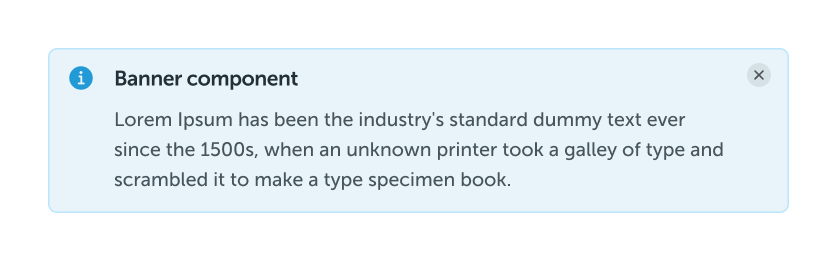 Banner component
Lorem Ipsum has been the industry's standard dummy text ever
since the 1500s, when an unknown printer took a galley of type and
scrambled it to make a type specimen book.